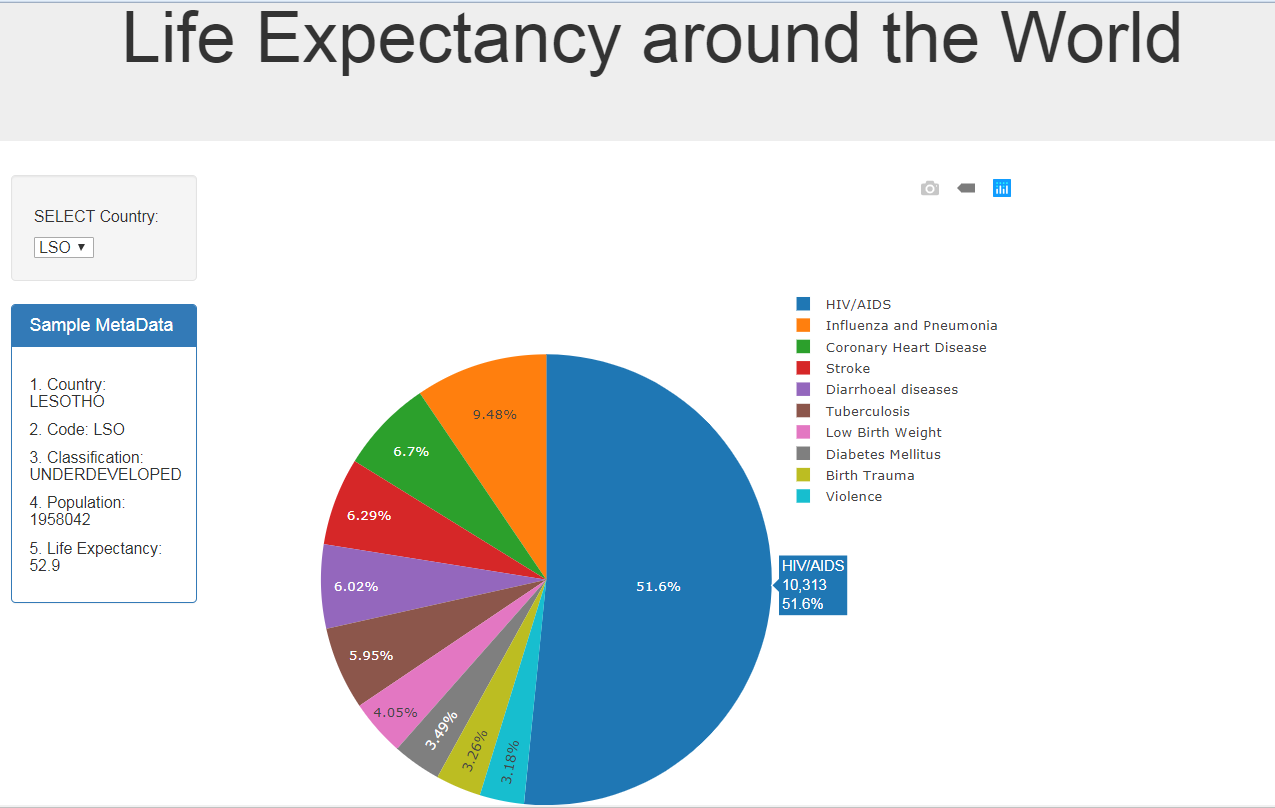 Life Expectancy around the World
SELECT Country:
LSO
Sample MetaData
1. Country:
LESOTHO
2. Code: LSO
3. Classification:
UNDERDEVELOPED
4. Population:
1958042
5. Life Expectancy:
52.9
HIV/AIDS
Influenza and Pneumonia
Coronary Heart Disease
Stroke
Diarrhoeal diseases
Tuberculosis
Low Birth Weight
Diabetes Mellitus
Birth Trauma
Violence
9.48%
6.7%
6.29%
6.02%
5.95%
4.05%
3.49%
3.26%
3.18%
51.6%
HIV/AIDS
10,313
51.6%